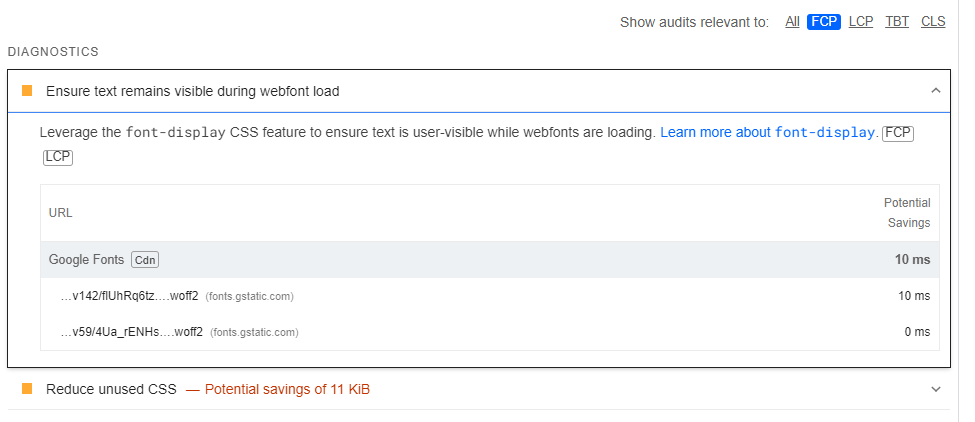 Show audits relevant to: All FCP LCP TBT CLS
DIAGNOSTICS
Ensure text remains visible during webfont load
Leverage the font-display CSS feature to ensure text is user-visible while webfonts are loading. Learn more about font-display. FCP
LCP
URL Potential
Savings
Google Fonts Cdn 10 ms
…v142/flUhRq6tz….woff2 (fonts.gstatic.com) 10 ms
…v59/4Ua_rENHs….woff2 (fonts.gstatic.com) 0 ms
Reduce unused CSS — Potential savings of 11 KiB